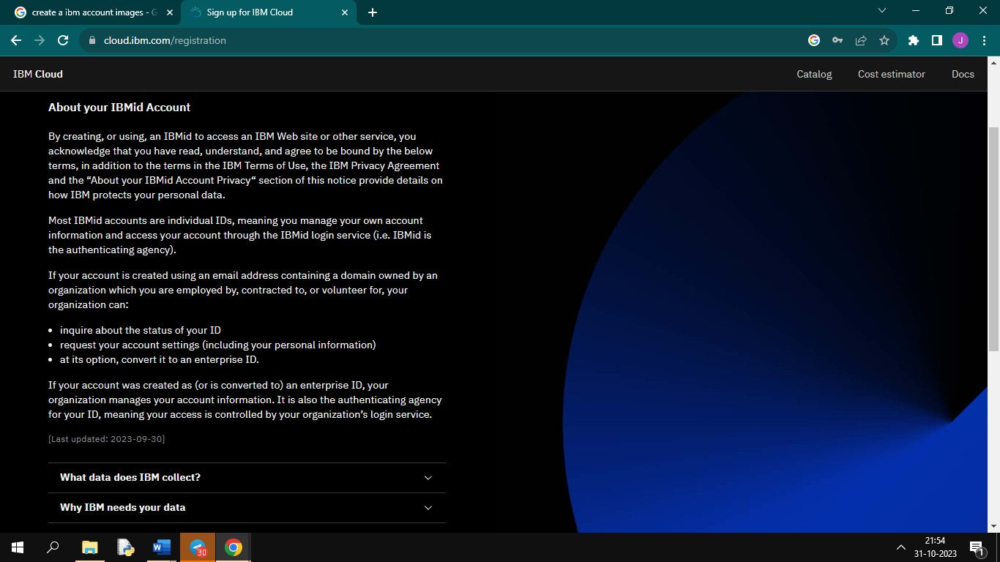 create a ibm account images - G
Sign up for IBM Cloud
cloud.ibm.com/registration
J
IBM Cloud
Catalog
Cost estimator
Docs
About your IBMid Account
By creating, or using, an IBMid to access an IBM Web site or other service, you
acknowledge that you have read, understand, and agree to be bound by the below
terms, in addition to the terms in the IBM Terms of Use, the IBM Privacy Agreement
and the “About your IBMid Account Privacy“ section of this notice provide details on
how IBM protects your personal data.
Most IBMid accounts are individual IDs, meaning you manage your own account
information and access your account through the IBMid login service (i.e. IBMid is
the authenticating agency).
If your account is created using an email address containing a domain owned by an
organization which you are employed by, contracted to, or volunteer for, your
organization can:
• inquire about the status of your ID
• request your account settings (including your personal information)
• at its option, convert it to an enterprise ID.
If your account was created as (or is converted to) an enterprise ID, your
organization manages your account information. It is also the authenticating agency
for your ID, meaning your access is controlled by your organization’s login service.
[Last updated: 2023-09-30]
What data does IBM collect?
Why IBM needs your data
30
21:54
31-10-2023
1